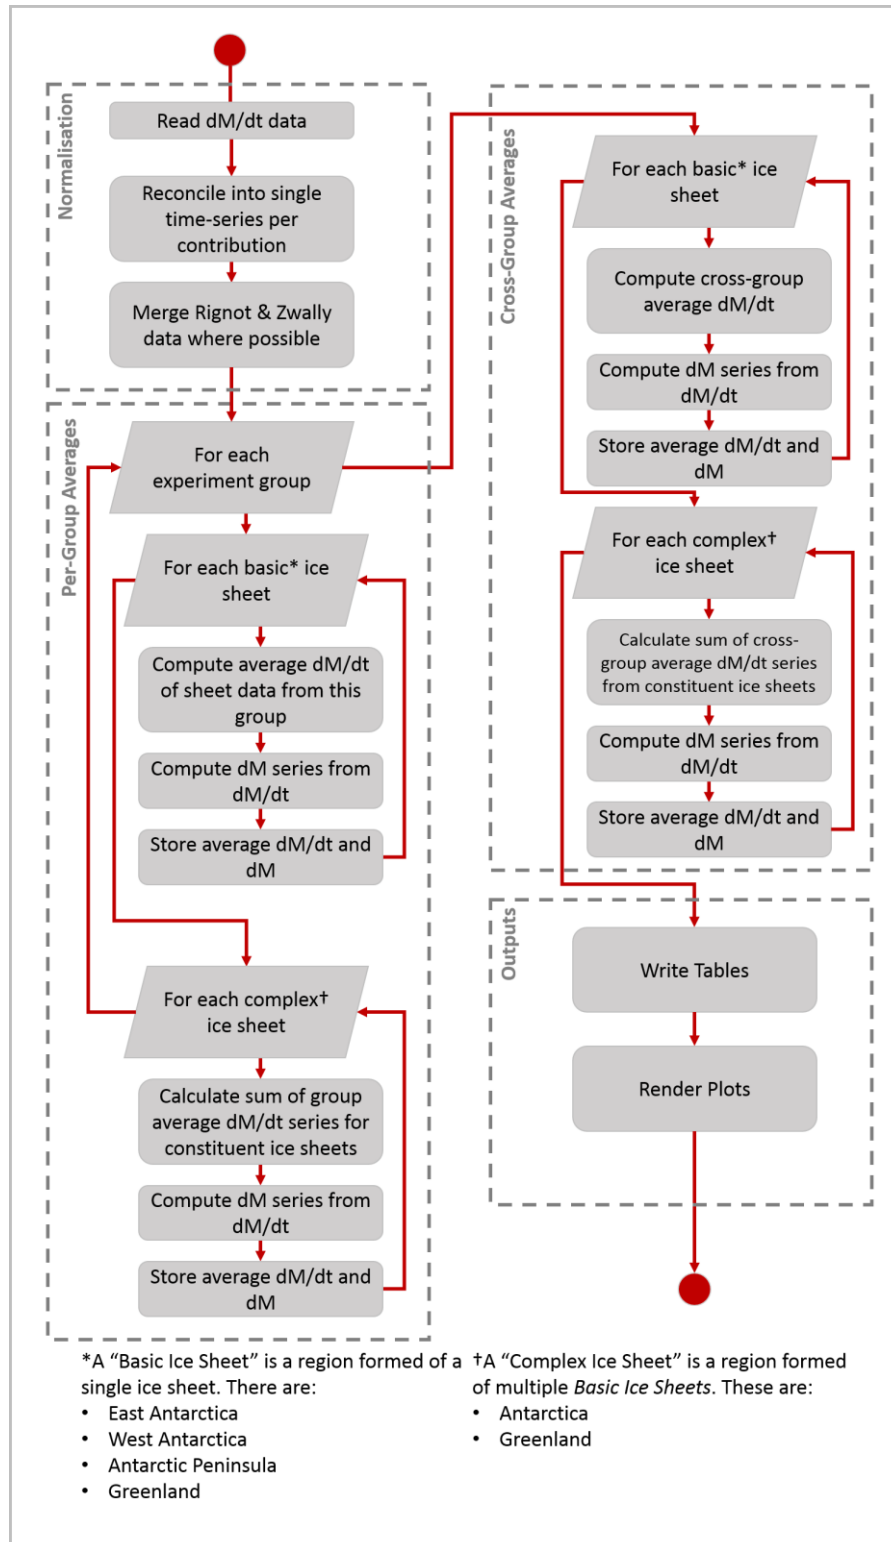 Normalisation
Read dM/dt data
Reconcile into single
time-series per
contribution
Merge Rignot & Zwally
data where possible
Per-Group Averages
For each
experiment group
For each basic* ice
sheet
Compute average dM/dt
of sheet data from this
group
Compute dM series from
dM/dt
Store average dM/dt and
dM
For each complex†
ice sheet
Calculate sum of group
average dM/dt series for
constituent ice sheets
Compute dM series from
dM/dt
Store average dM/dt and
dM
Cross-Group Averages
For each basic* ice
sheet
Compute cross-group
average dM/dt
Compute dM series from
dM/dt
Store average dM/dt and
dM
For each complex†
ice sheet
Calculate sum of cross-
group average dM/dt series
from constituent ice sheets
Compute dM series from
dM/dt
Store average dM/dt and
dM
Outputs
Write Tables
Render Plots
*A “Basic Ice Sheet” is a region formed of a
single ice sheet. There are:
• East Antarctica
• West Antarctica
• Antarctic Peninsula
• Greenland
†A “Complex Ice Sheet” is a region formed
of multiple Basic Ice Sheets. These are:
• Antarctica
• Greenland